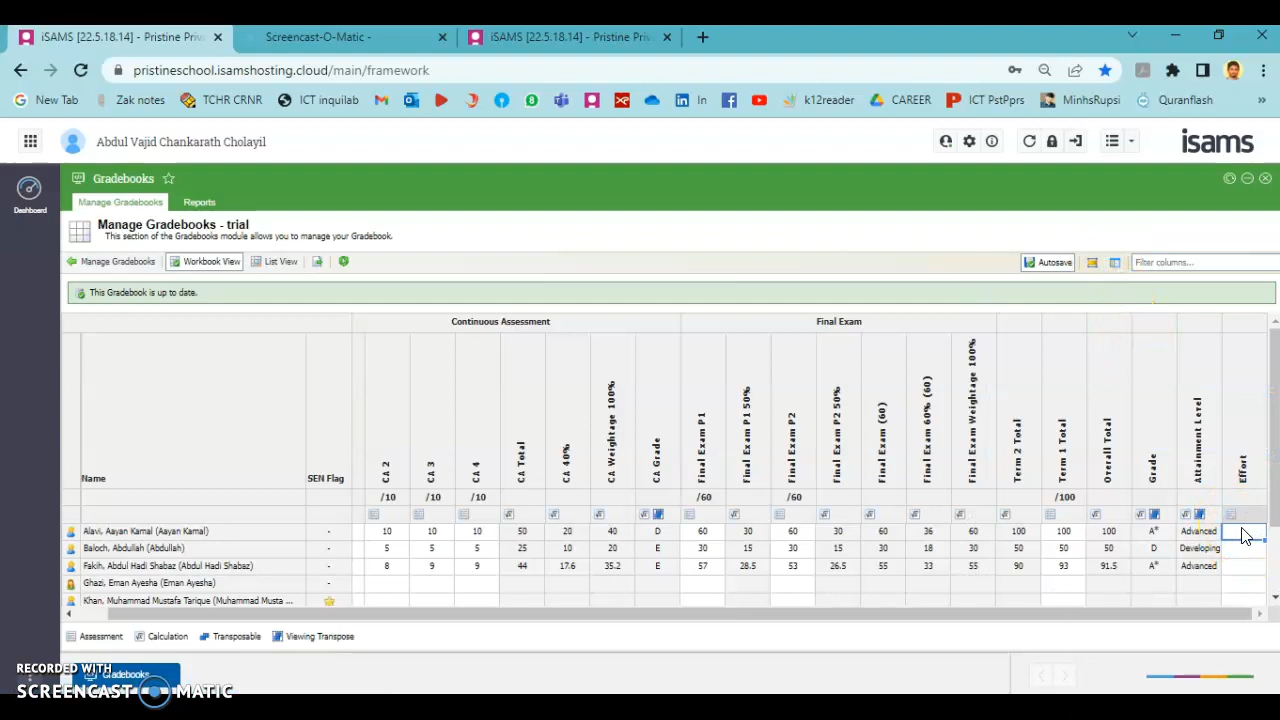 iSAMS [22.5.18.14] - Pristine Priv
Screencast-O-Matic -
iSAMS [22.5.18.14] - Pristine Priv
pristineschool.isamshosting.cloud/main/framework
New Tab
Zak notes
TCHR CRNR
ICT inquilab
In
k12reader
CAREER
ICT PstPprs
MinhsRupsi
Quranflash
»
Abdul Vajid Chankarath Cholayil
isams
Dashboard
Gradebooks
Manage Gradebooks Reports
Manage Gradebooks - trial
This section of the Gradebooks module allows you to manage your Gradebook.
Manage Gradebooks Workbook View List View Autosave Filter columns...
This Gradebook is up to date.
Continuous Assessment Final Exam
Name SEN Flag CA 2 CA 3 CA 4 CA Total CA 40% CA Weightage 100% CA Grade Final Exam P1 Final Exam P1 50% Final Exam P2 Final Exam P2 50% Final Exam (60) Final Exam 60% (60) Final Exam Weightage 100% Term 2 Total Term 1 Total Overall Total Grade Attainment Level Effort
/10 /10 /10 /60 /60 /100
Alavi, Aayan Kamal (Aayan Kamal) - 10 10 10 50 20 40 D 60 30 60 30 60 36 60 100 100 100 A* Advanced
Baloch, Abdullah (Abdullah) - 5 5 5 25 10 20 E 30 15 30 15 30 18 30 50 50 50 D Developing
Fakih, Abdul Hadi Shabaz (Abdul Hadi Shabaz) - 8 9 9 44 17.6 35.2 E 57 28.5 53 26.5 55 33 55 90 93 91.5 A* Advanced
Ghazi, Eman Ayesha (Eman Ayesha) -
Khan, Muhammad Mustafa Tarique (Muhammad Musta ...
Assessment Calculation Transposable Viewing Transpose
Gradebooks
RECORDED WITH
SCREENCAST MATIC